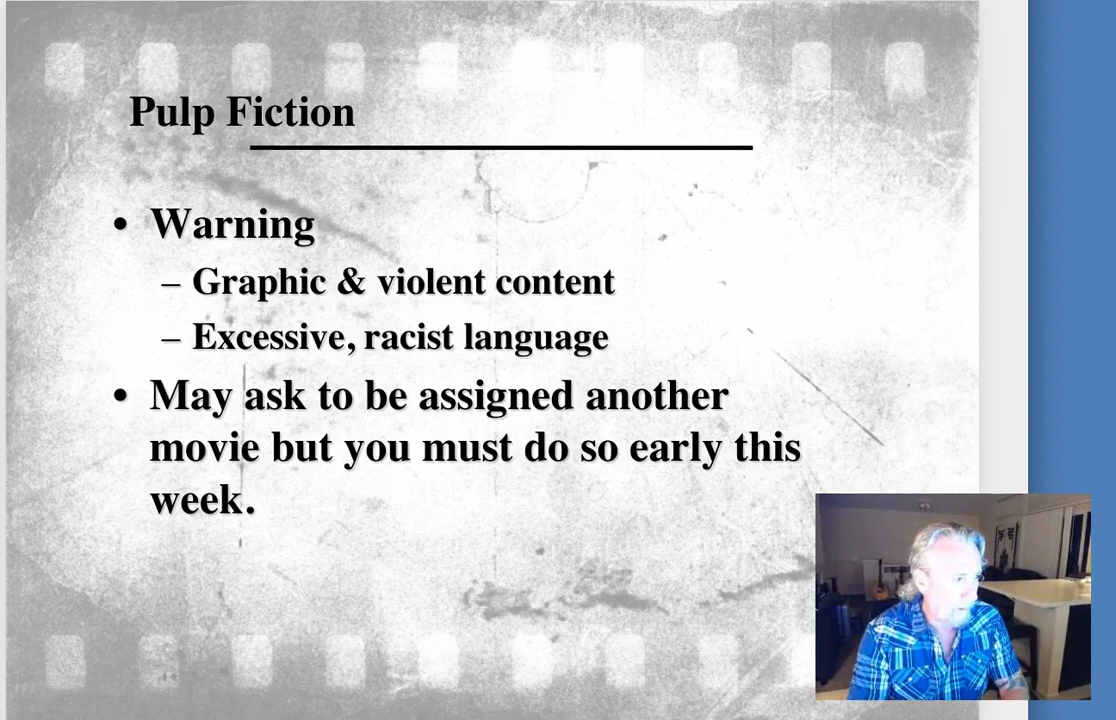 Pulp Fiction
• Warning
– Graphic & violent content
– Excessive, racist language
• May ask to be assigned another
movie but you must do so early this
week.